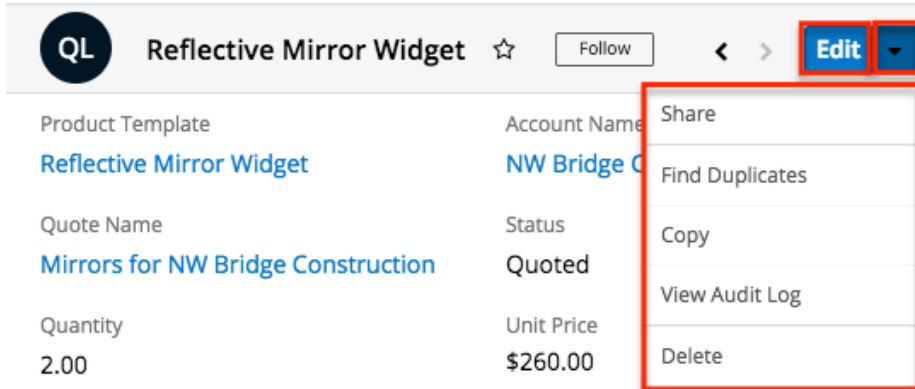 QL Reflective Mirror Widget Follow Edit
Product Template
Reflective Mirror Widget
Quote Name
Mirrors for NW Bridge Construction
Quantity
2.00
Account Name
NW Bridge
Status
Quoted
Unit Price
$260.00
Share
Find Duplicates
Copy
View Audit Log
Delete